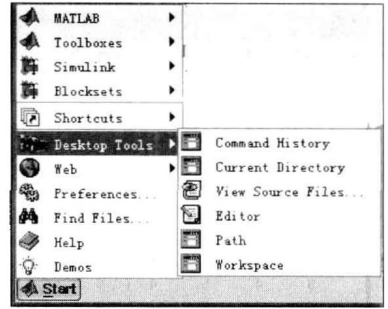 MATLAB
Toolboxes
Simulink
Blocksets
Shortcuts
Desktop Tools
Web
Preferences...
Find Files...
Help
Demos
Start
Command History
Current Directory
View Source Files...
Editor
Path
Workspace